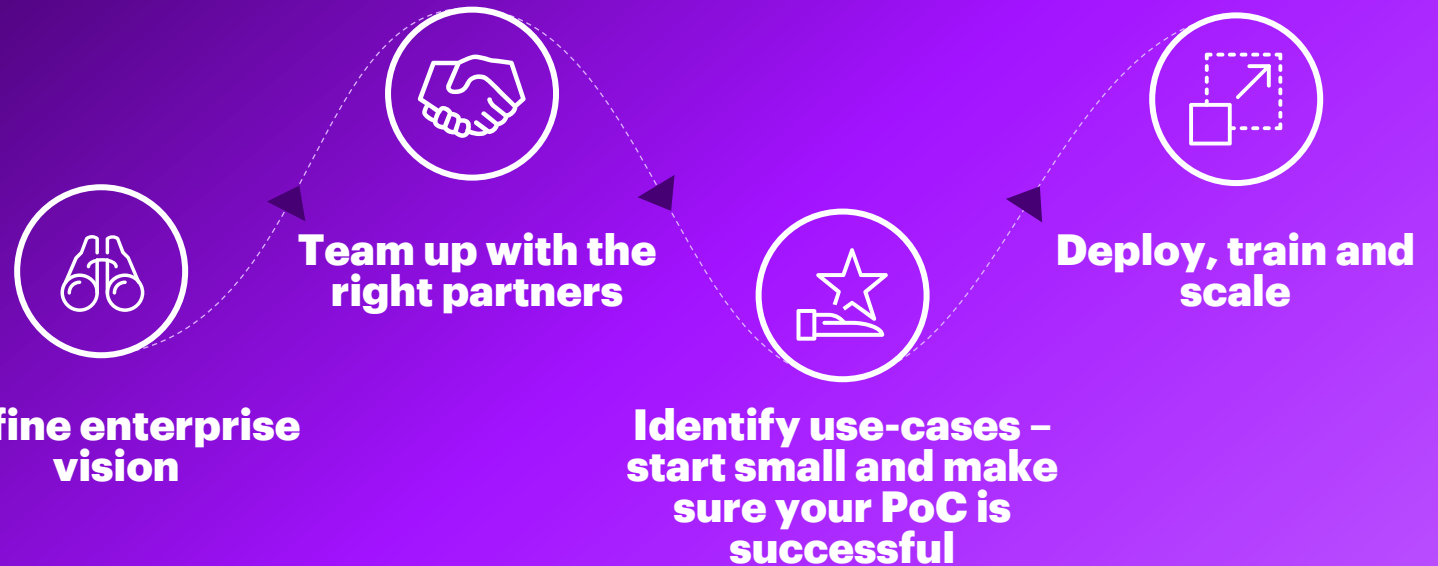 Team up with the
right partners
Deploy, train and
scale
fine enterprise
vision
Identify use-cases –
start small and make
sure your PoC is
successful